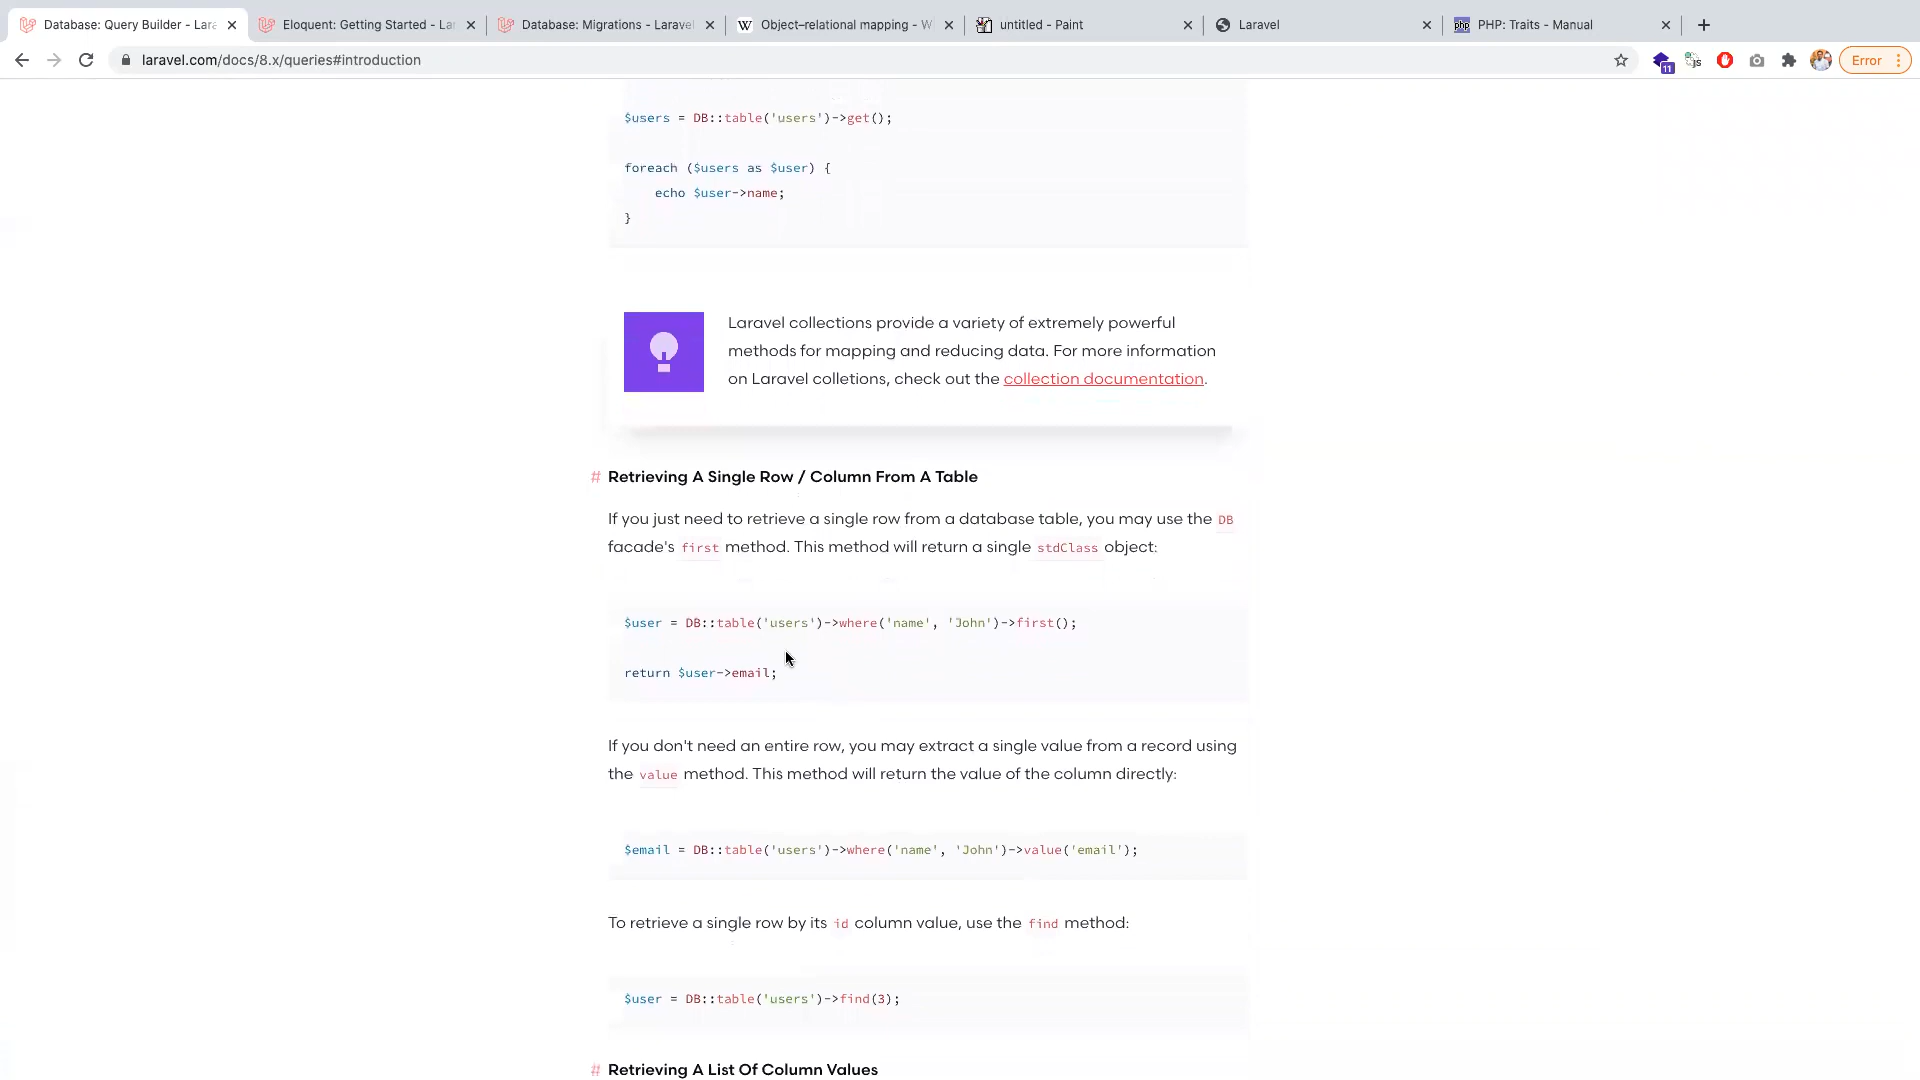 Database: Query Builder - Lara
Eloquent: Getting Started - Lar
Database: Migrations - Laravel
W Object–relational mapping - W
untitled - Paint
Laravel
php PHP: Traits - Manual
laravel.com/docs/8.x/queries#introduction
11
JS
Error
$users = DB::table('users')->get();
foreach ($users as $user) {
echo $user->name;
}
Laravel collections provide a variety of extremely powerful
methods for mapping and reducing data. For more information
on Laravel colletions, check out the collection documentation.
# Retrieving A Single Row / Column From A Table
If you just need to retrieve a single row from a database table, you may use the DB
facade's first method. This method will return a single stdClass object:
$user = DB::table('users')->where('name', 'John')->first();
return $user->email;
If you don't need an entire row, you may extract a single value from a record using
the value method. This method will return the value of the column directly:
$email = DB::table('users')->where('name', 'John')->value('email');
To retrieve a single row by its id column value, use the find method:
$user = DB::table('users')->find(3);
# Retrieving A List Of Column Values